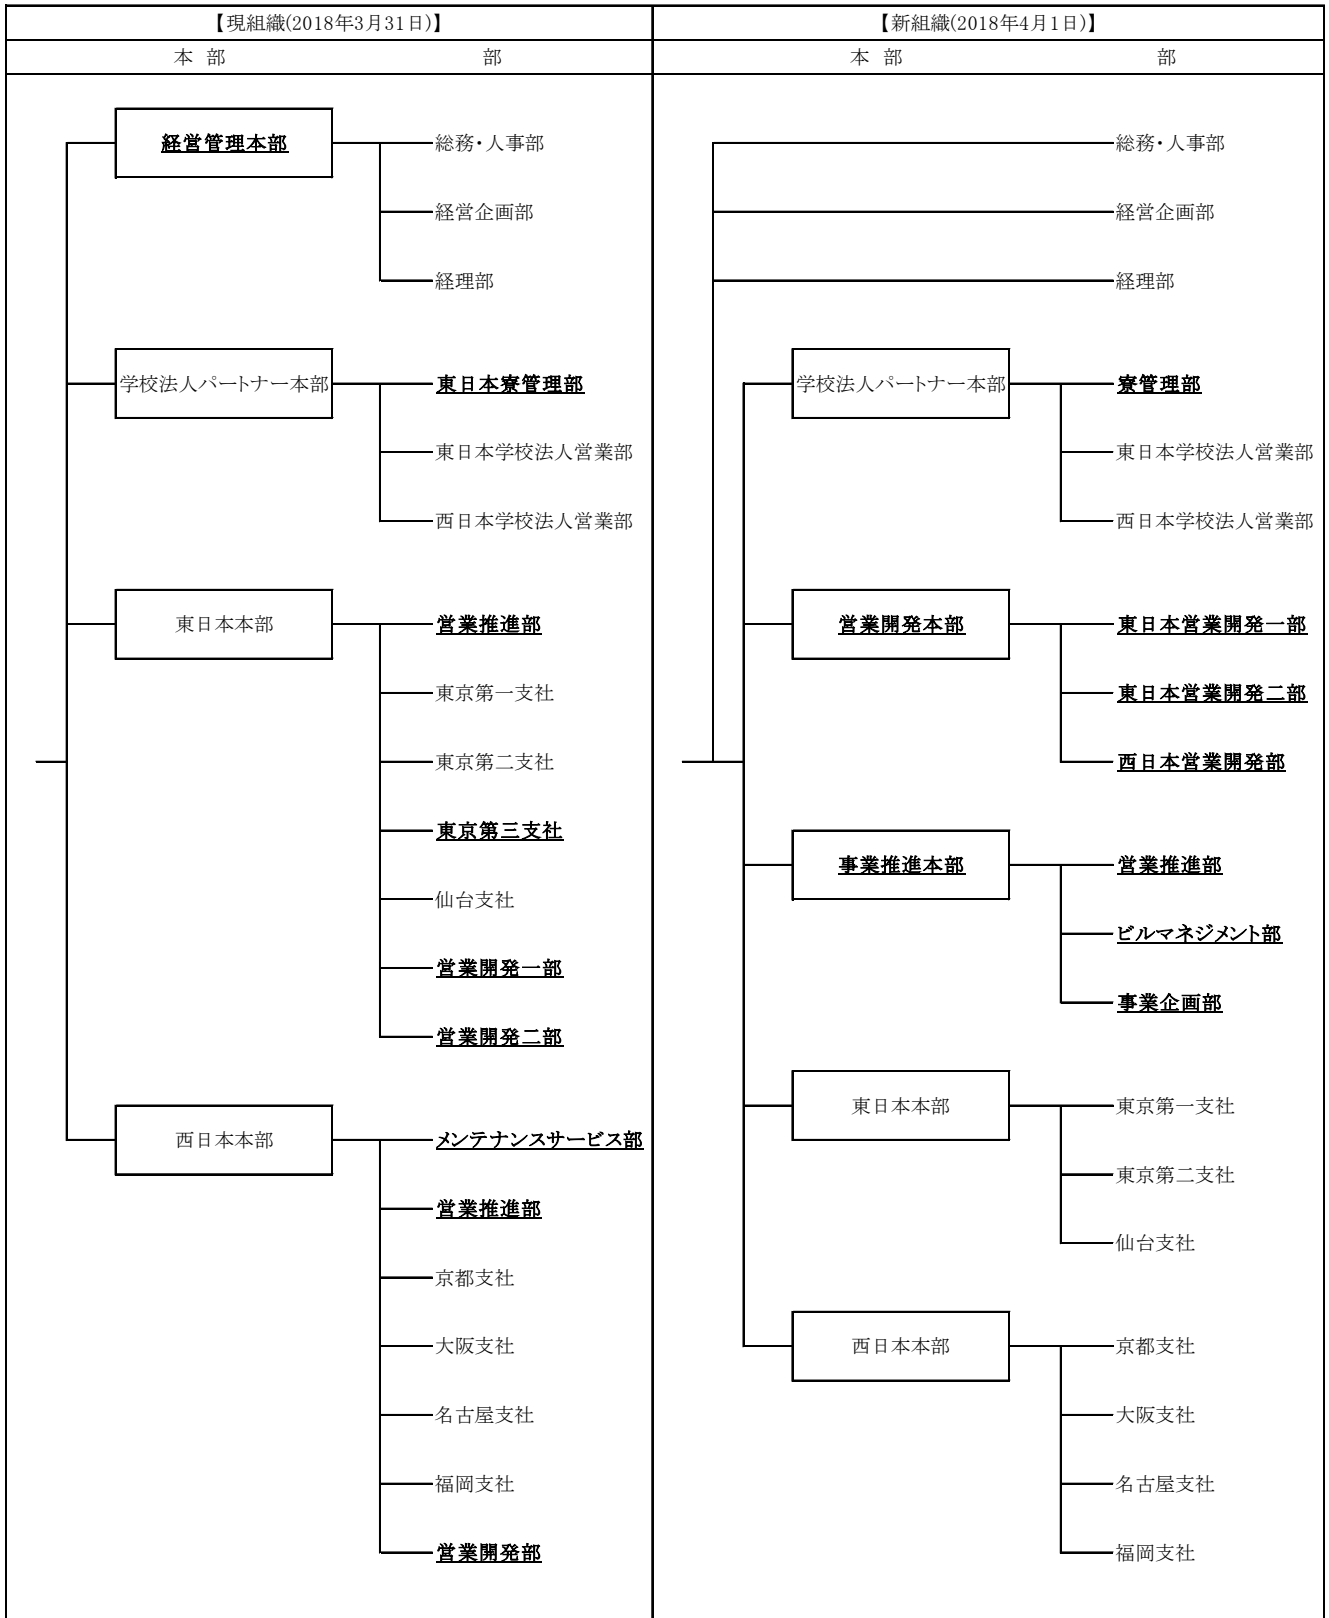 【現組織(2018年3月31日)】
本 部 部
経営管理本部 総務・人事部
経営企画部
経理部
学校法人パートナー本部 東日本寮管理部
東日本学校法人営業部
西日本学校法人営業部
東日本本部 営業推進部
東京第一支社
東京第二支社
東京第三支社
仙台支社
営業開発一部
営業開発二部
西日本本部 メンテナンスサービス部
営業推進部
京都支社
大阪支社
名古屋支社
福岡支社
営業開発部
【新組織(2018年4月1日)】
本 部 部
総務・人事部
経営企画部
経理部
学校法人パートナー本部 寮管理部
東日本学校法人営業部
西日本学校法人営業部
営業開発本部 東日本営業開発一部
東日本営業開発二部
西日本営業開発部
事業推進本部 営業推進部
ビルマネジメント部
事業企画部
東日本本部 東京第一支社
東京第二支社
仙台支社
西日本本部 京都支社
大阪支社
名古屋支社
福岡支社